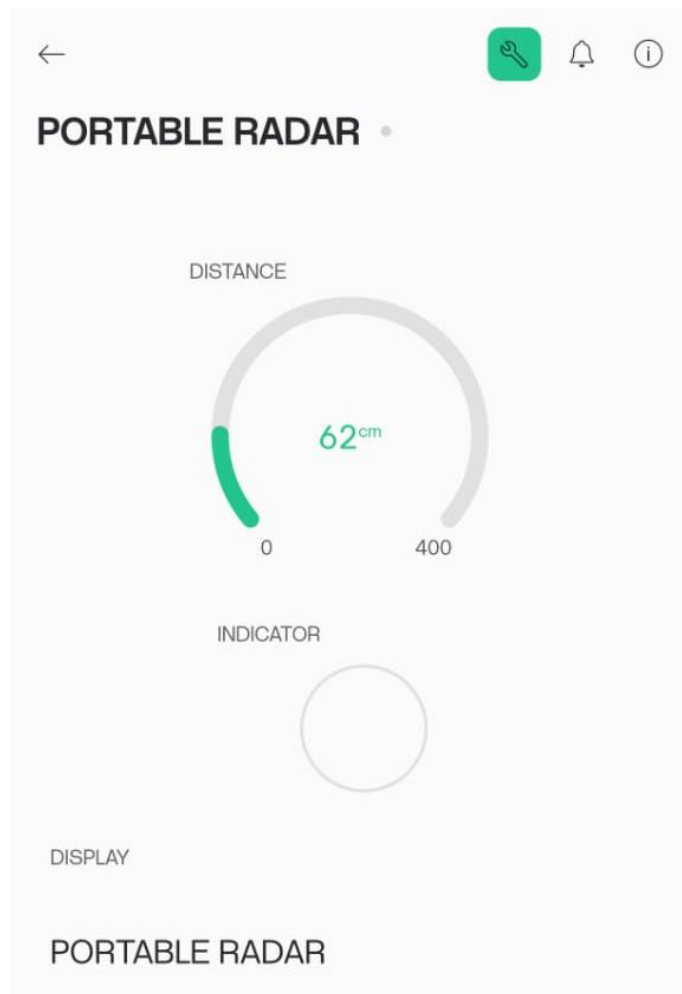 PORTABLE RADAR
DISTANCE
62cm
0 400
INDICATOR
DISPLAY
PORTABLE RADAR